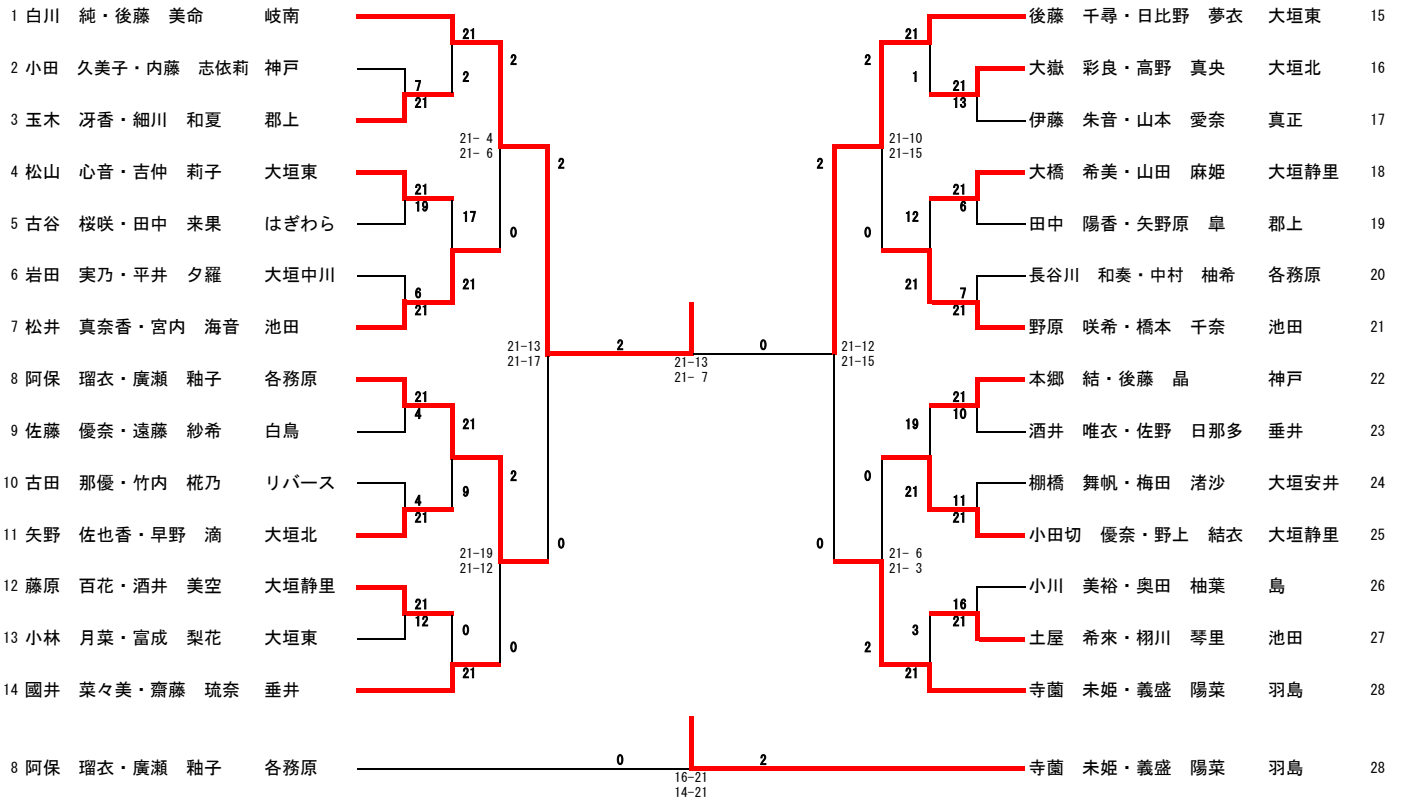 1 白川　純・後藤　美命 岐南
後藤　千尋・日比野　夢衣 大垣東 15
21
21
2
2
2 小田　久美子・内藤　志依莉 神戸
大嶽　彩良・高野　真央 大垣北 16
7
2
1
21
21
13
3 玉木　冴香・細川　和夏 郡上
伊藤　朱音・山本　愛奈 真正 17
21- 4
21- 6
21-10
21-15
2
2
4 松山　心音・吉仲　莉子 大垣東
大橋　希美・山田　麻姫 大垣静里 18
21
19
21
6
17
12
5 古谷　桜咲・田中　来果 はぎわら
田中　陽香・矢野原　皐 郡上 19
0
0
6 岩田　実乃・平井　夕羅 大垣中川
長谷川　和奏・中村　柚希 各務原 20
21
21
6
21
7
21
7 松井　真奈香・宮内　海音 池田
野原　咲希・橋本　千奈 池田 21
21-13
21-17
2
21-13
21- 7
0
21-12
21-15
8 阿保　瑠衣・廣瀬　釉子 各務原
本郷　結・後藤　晶 神戸 22
21
4
21
10
21
19
9 佐藤　優奈・遠藤　紗希 白鳥
酒井　唯衣・佐野　日那多 垂井 23
2
0
10 古田　那優・竹内　椛乃 リバース
棚橋　舞帆・梅田　渚沙 大垣安井 24
9
21
4
21
11
21
11 矢野　佐也香・早野　滴 大垣北
小田切　優奈・野上　結衣 大垣静里 25
0
0
21-19
21-12
21- 6
21- 3
12 藤原　百花・酒井　美空 大垣静里
小川　美裕・奥田　柚葉 島 26
21
12
16
21
0
3
13 小林　月菜・富成　梨花 大垣東
土屋　希來・栩川　琴里 池田 27
0
2
21
21
14 國井　菜々美・齋藤　琉奈 垂井
寺薗　未姫・義盛　陽菜 羽島 28
0
2
8 阿保　瑠衣・廣瀬　釉子 各務原
寺薗　未姫・義盛　陽菜 羽島 28
16-21
14-21